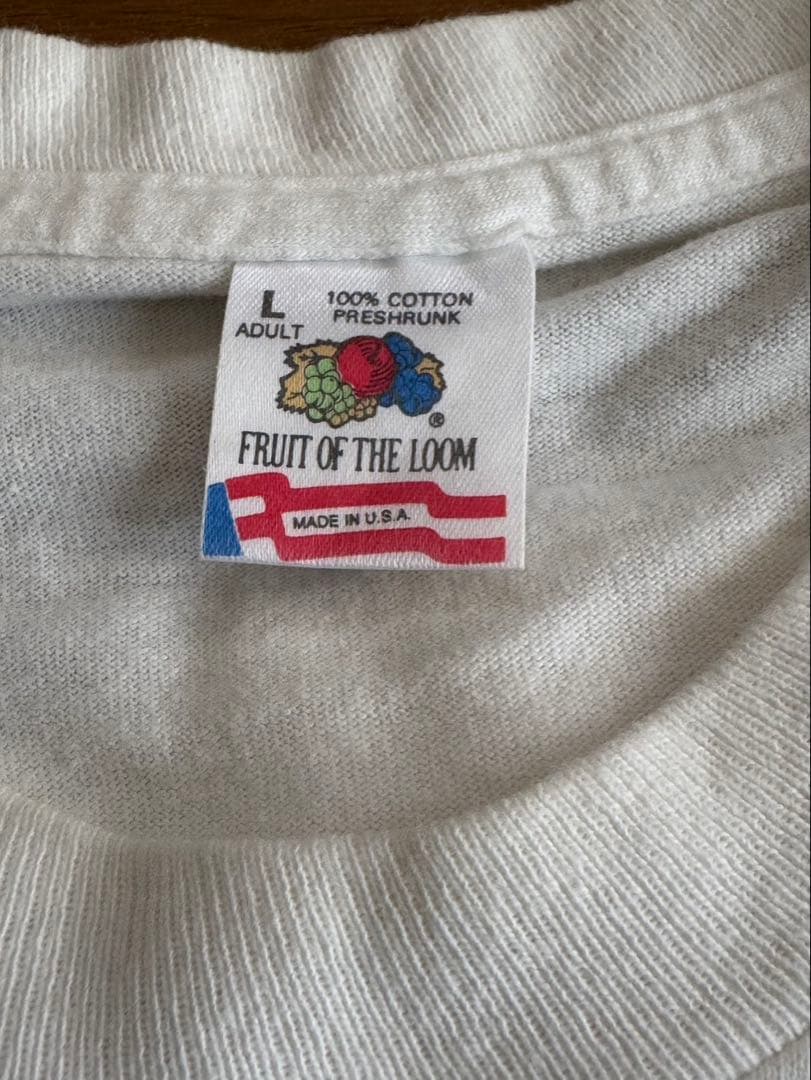 L
ADULT
100% COTTON
PRESHRUNK
®
FRUIT OF THE LOOM
MADE IN U.S.A.